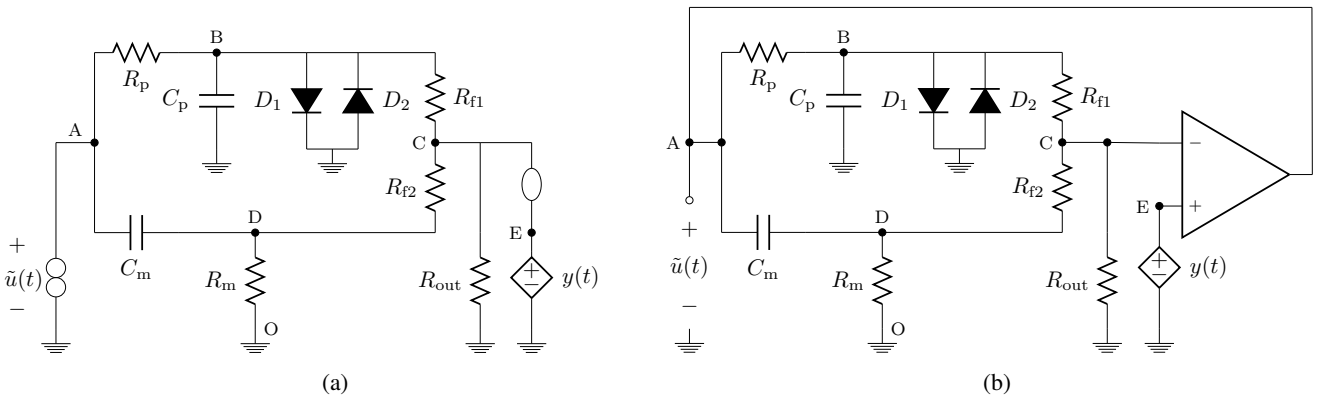 B
R_p
C_p
D_1
D_2
R_f1
A
C
R_f2
D
E
+
ũ(t)
−
C_m
R_m
R_out
+
−
y(t)
O
(a)
B
R_p
C_p
D_1
D_2
R_f1
A
C
−
R_f2
D
E
+
+
ũ(t)
−
C_m
R_m
R_out
+
−
y(t)
O
(b)